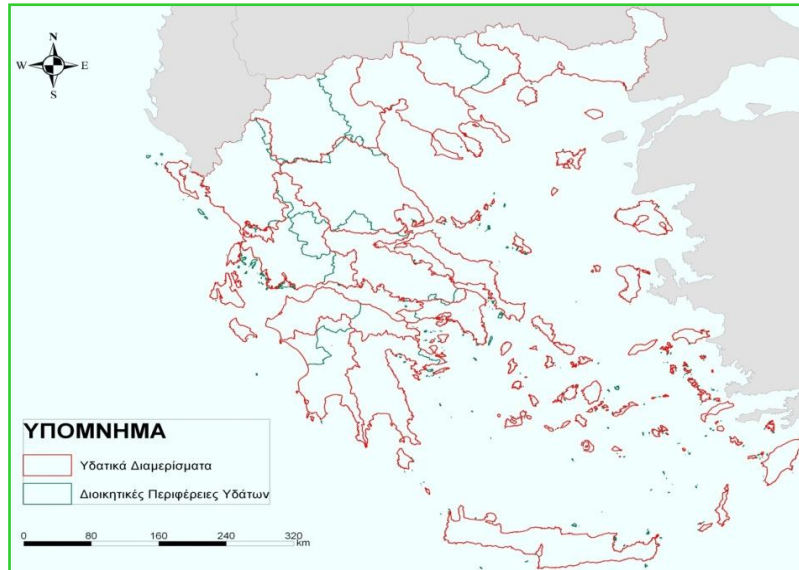 N
W E
S
ΥΠΟΜΝΗΜΑ
Υδατικά Διαμερίσματα
Διοικητικές Περιφέρειες Υδάτων
0 80 160 240 320
km